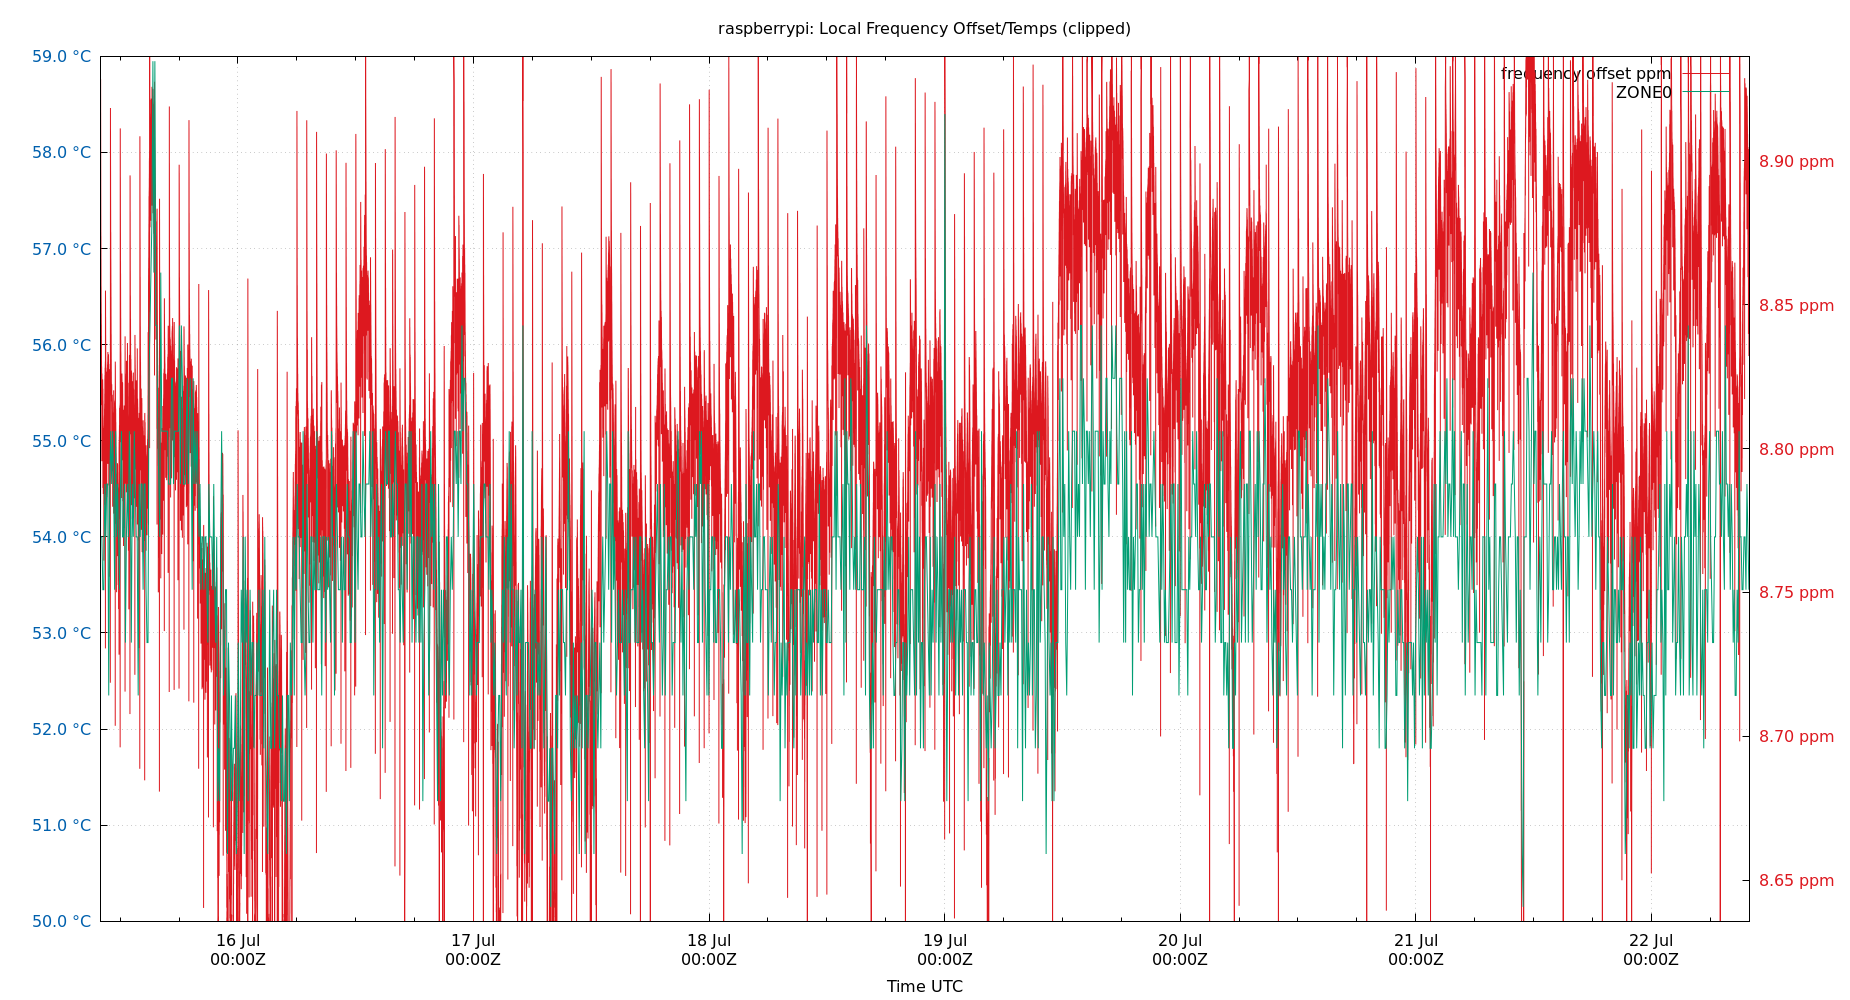 raspberrypi: Local Frequency Offset/Temps (clipped)
frequency offset ppm
ZONE0
59.0 °C
58.0 °C
57.0 °C
56.0 °C
55.0 °C
54.0 °C
53.0 °C
52.0 °C
51.0 °C
50.0 °C
8.90 ppm
8.85 ppm
8.80 ppm
8.75 ppm
8.70 ppm
8.65 ppm
16 Jul 17 Jul 18 Jul 19 Jul 20 Jul 21 Jul 22 Jul
00:00Z 00:00Z 00:00Z 00:00Z 00:00Z 00:00Z 00:00Z
Time UTC